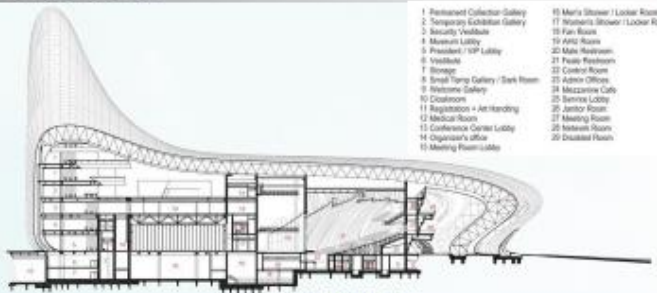 1 Permanent Collection Gallery
2 Temporary Exhibition Gallery
3 Security Vestibule
4 Museum Lobby
5 President / VIP Lobby
6 Vestibule
7 Storage
8 Small Temp Gallery / Dark Room
9 Welcome Gallery
10 Cloakroom
11 Registration + Art Handling
12 Medical Room
13 Conference Center Lobby
14 Organizer's office
15 Meeting Room Lobby
16 Men's Shower / Locker Room
17 Women's Shower / Locker
18 Fan Room
19 Room
20 Male Restroom
21 Restroom
22 Control Room
23 Admin Offices
24 Mezzanine Cafe
25 Service Lobby
26 Janitor Room
27 Meeting Room
28 Network Room
29 Disabled Room